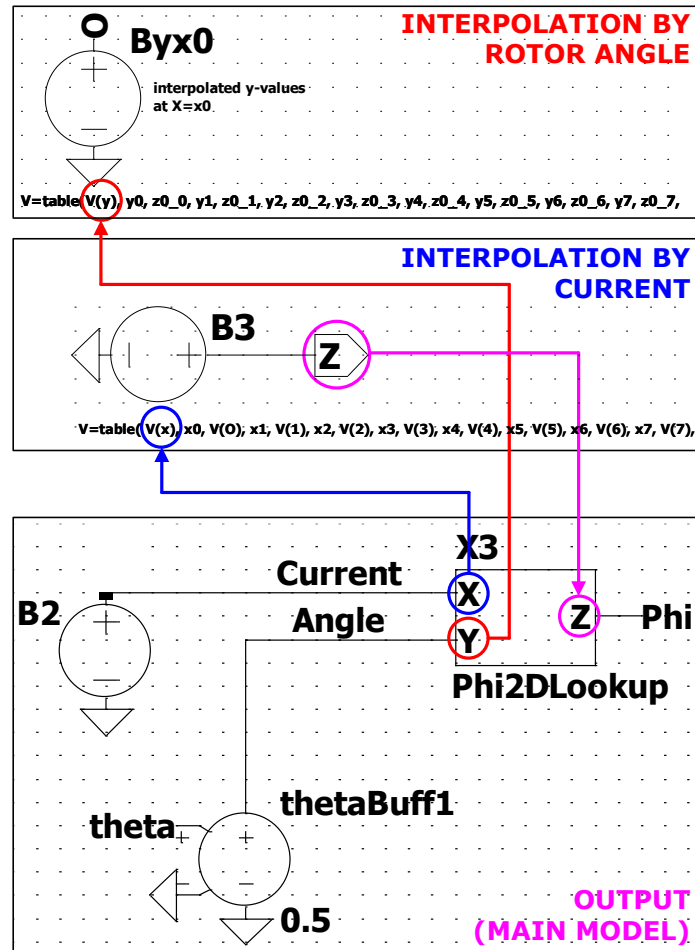 INTERPOLATION BY
ROTOR ANGLE
O
Byx0
interpolated y-values
at X=x0
V=table(V(y), y0, z0_0, y1, z0_1, y2, z0_2, y3, z0_3, y4, z0_4, y5, z0_5, y6, z0_6, y7, z0_7,
INTERPOLATION BY
CURRENT
B3
Z
V=table( V(x), x0, V(O), x1, V(1), x2, V(2), x3, V(3), x4, V(4), x5, V(5), x6, V(6), x7, V(7),
X3
Current
X
B2
Angle
Y
Z
Phi
Phi2DLookup
thetaBuff1
theta
0.5
OUTPUT
(MAIN MODEL)